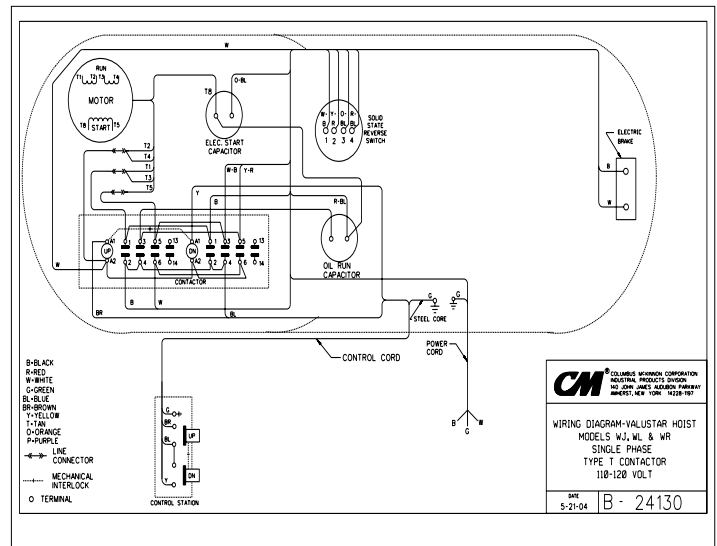 W
RUN
T1 T2 T3 T4
MOTOR
T8 START T5
T8
O-BL
ELEC. START
CAPACITOR
W- Y- O- R-
B R BL BL
1 2 3 4
SOLID
STATE
REVERSE
SWITCH
ELECTRIC
BRAKE
B
W
T2
T4
T1
T3
T5
W-B
Y-R
Y
B
R-BL
OIL RUN
CAPACITOR
A1 1 3 5 13 A1 1 3 5 13
UP DN
A2 2 4 6 14 A2 2 4 6 14
CONTACTOR
W
B
W
BR
BL
G
G
STEEL CORE
CONTROL CORD
POWER
CORD
B
W
G
B-BLACK
R-RED
W-WHITE
G-GREEN
BL-BLUE
BR-BROWN
Y-YELLOW
T-TAN
O-ORANGE
P-PURPLE
LINE
CONNECTOR
MECHANICAL
INTERLOCK
O TERMINAL
G
BR
BL
Y
UP
DN
CONTROL STATION
CM ® COLUMBUS McKINNON CORPORATION
INDUSTRIAL PRODUCTS DIVISION
140 JOHN JAMES AUDUBON PARKWAY
AMHERST, NEW YORK 14228-1197
WIRING DIAGRAM-VALUSTAR HOIST
MODELS WJ, WL & WR
SINGLE PHASE
TYPE T CONTACTOR
110-120 VOLT
DATE
5-21-04
B - 24130